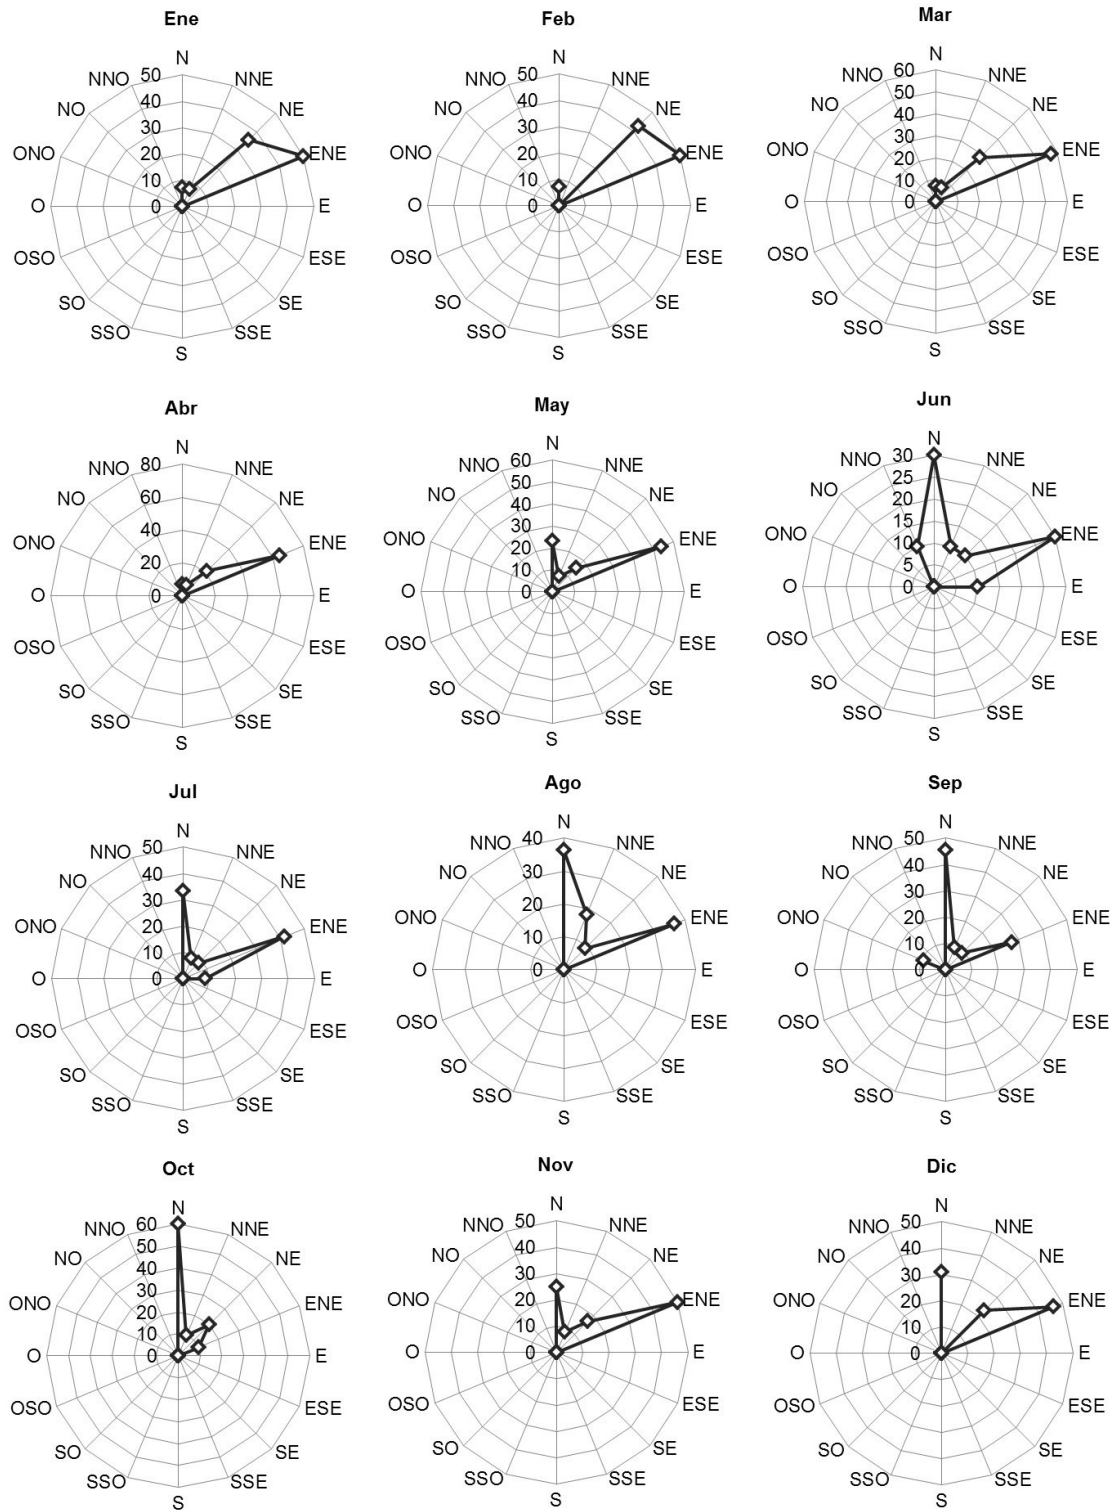 Ene
N
NNO 50 NNE
NO 40 NE
30
ONO 20 ENE
10
O 0 E
OSO ESE
SO SE
SSO SSE
S
Feb
N
NNO 50 NNE
NO 40 NE
30
ONO 20 ENE
10
O 0 E
OSO ESE
SO SE
SSO SSE
S
Mar
N
NNO 60 NNE
50
NO 40 NE
30
ONO 20 ENE
10
O 0 E
OSO ESE
SO SE
SSO SSE
S
Abr
N
NNO 80 NNE
NO 60 NE
40
ONO 20 ENE
O 0 E
OSO ESE
SO SE
SSO SSE
S
May
N
NNO 60 NNE
50
NO 40 NE
30
ONO 20 ENE
10
O 0 E
OSO ESE
SO SE
SSO SSE
S
Jun
N
NNO 30 NNE
25
NO 20 NE
15
ONO 10 ENE
5
O 0 E
OSO ESE
SO SE
SSO SSE
S
Jul
N
NNO 50 NNE
NO 40 NE
30
ONO 20 ENE
10
O 0 E
OSO ESE
SO SE
SSO SSE
S
Ago
N
NNO 40 NNE
NO 30 NE
20
ONO 10 ENE
O 0 E
OSO ESE
SO SE
SSO SSE
S
Sep
N
NNO 50 NNE
NO 40 NE
30
ONO 20 ENE
10
O 0 E
OSO ESE
SO SE
SSO SSE
S
Oct
N
NNO 60 NNE
50
NO 40 NE
30
ONO 20 ENE
10
O 0 E
OSO ESE
SO SE
SSO SSE
S
Nov
N
NNO 50 NNE
NO 40 NE
30
ONO 20 ENE
10
O 0 E
OSO ESE
SO SE
SSO SSE
S
Dic
N
NNO 50 NNE
NO 40 NE
30
ONO 20 ENE
10
O 0 E
OSO ESE
SO SE
SSO SSE
S